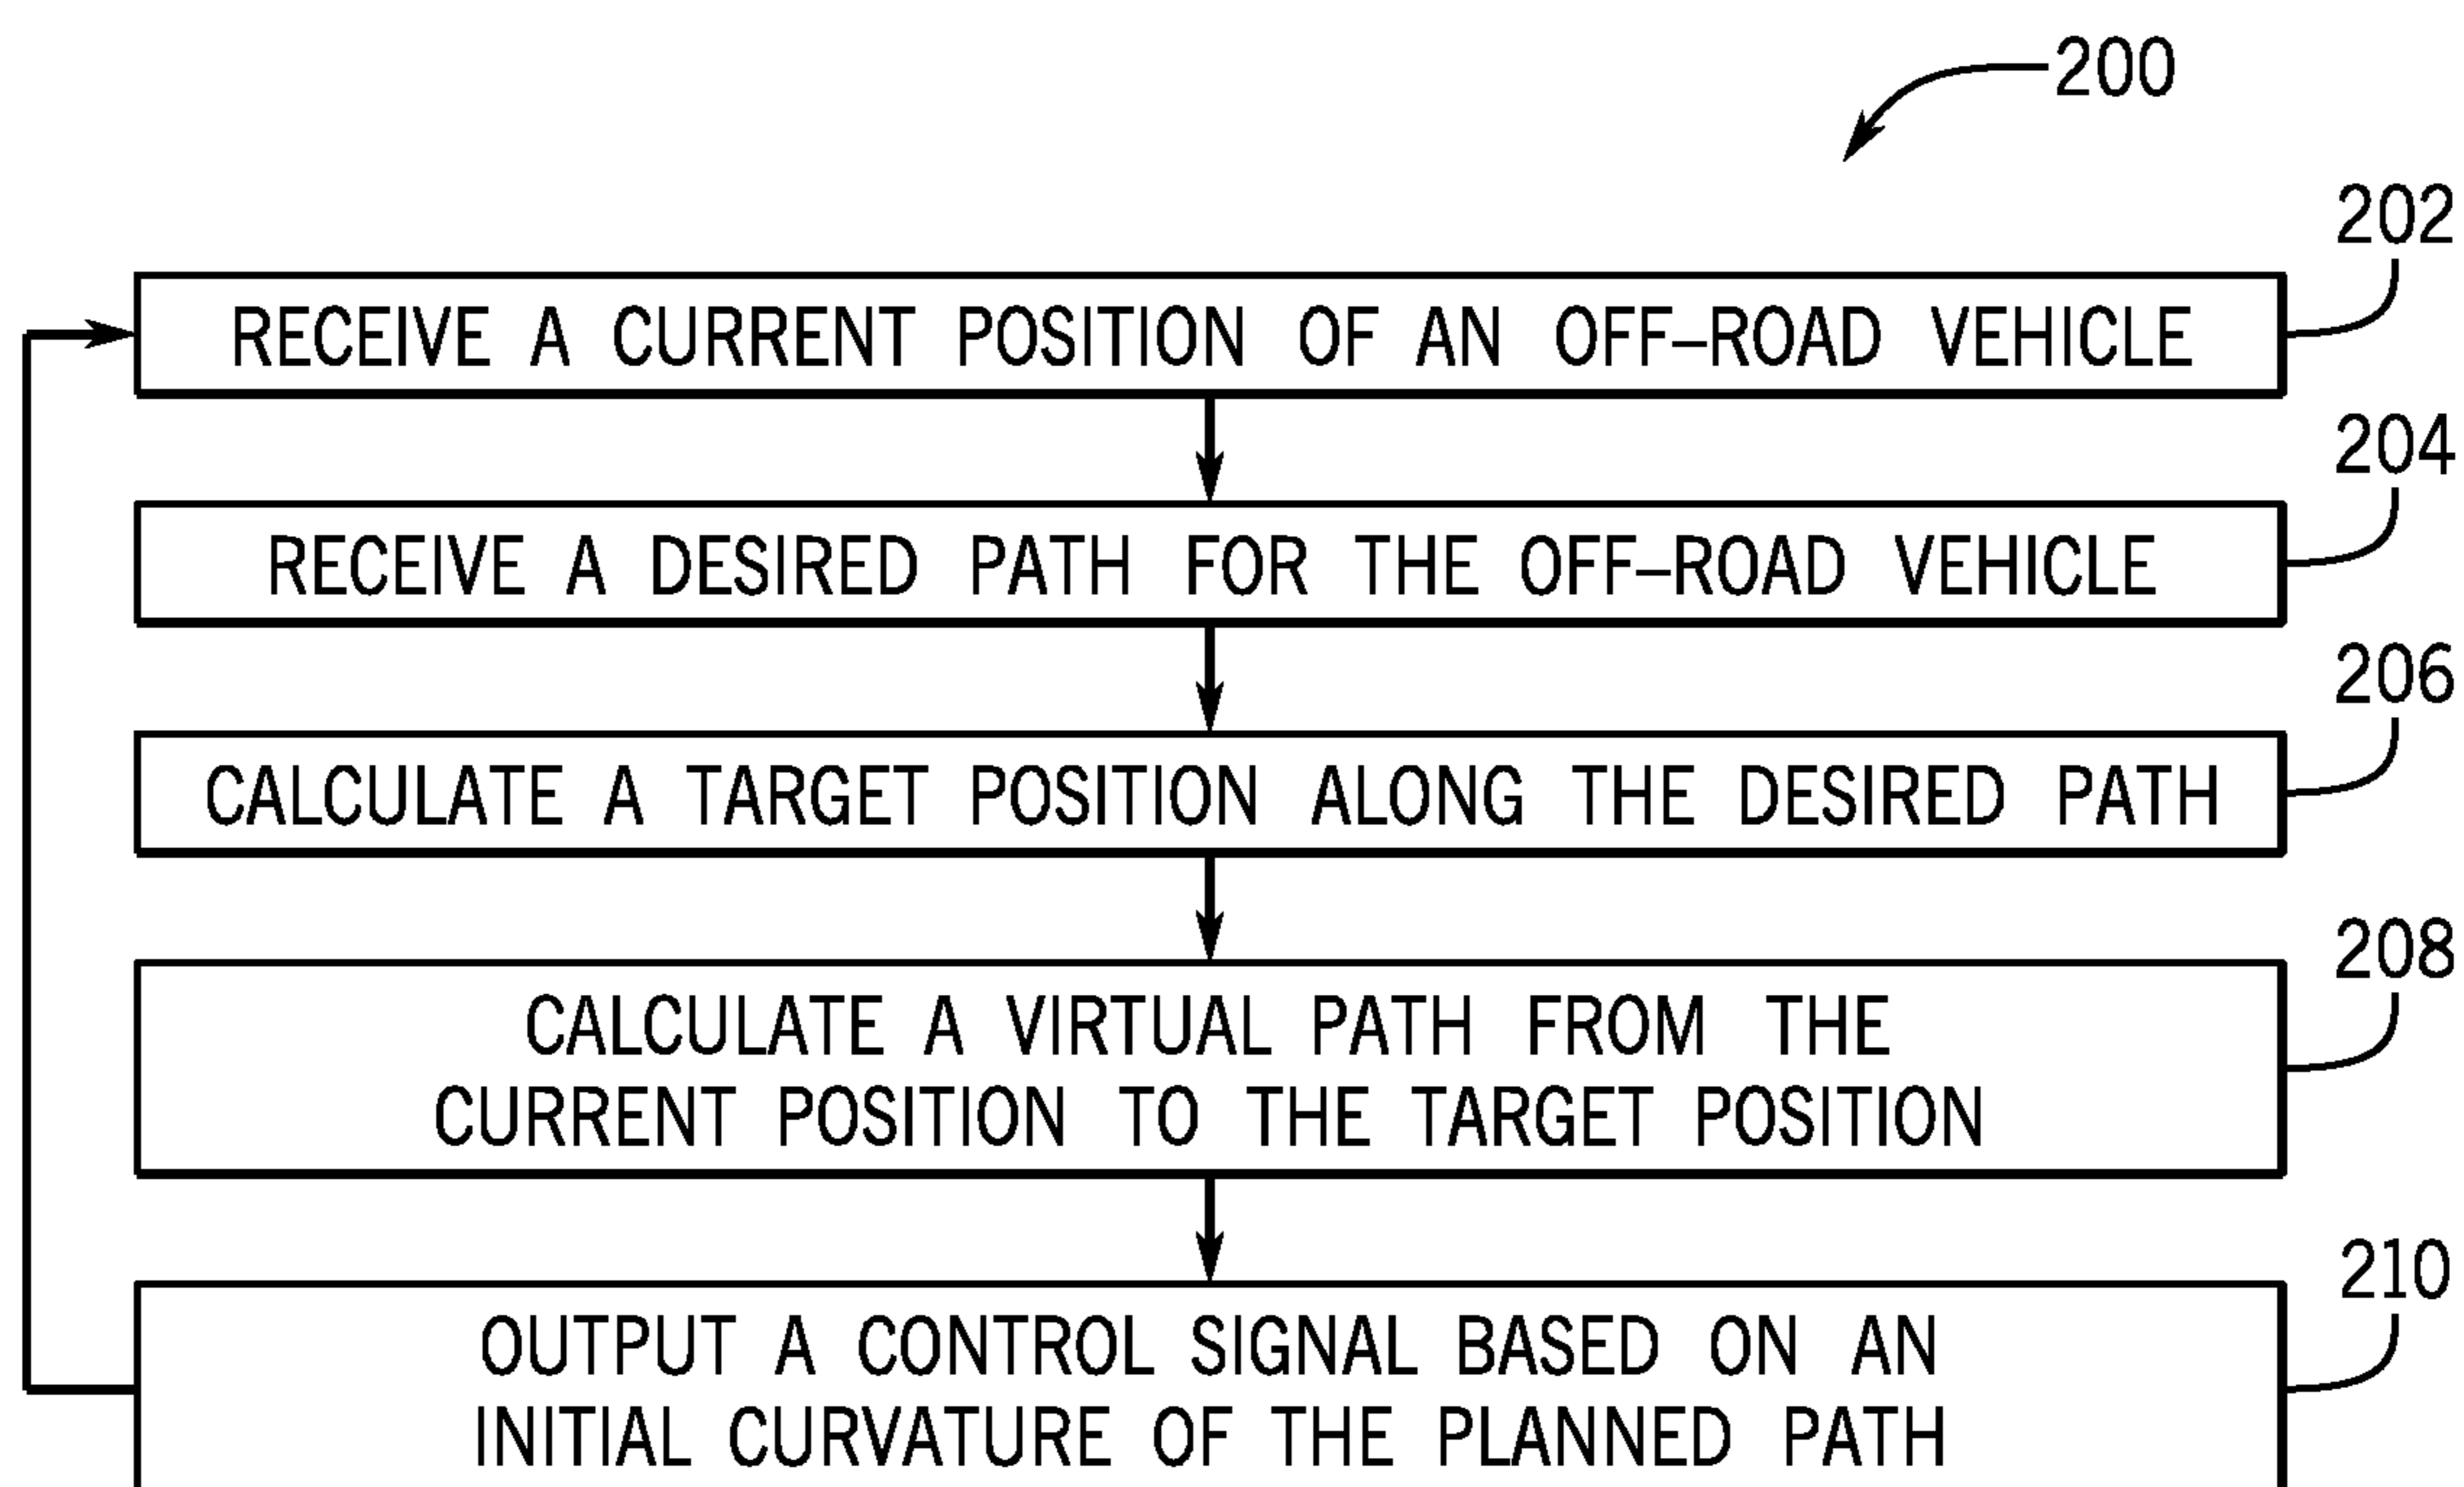 200
202
RECEIVE A CURRENT POSITION OF AN OFF–ROAD VEHICLE
204
RECEIVE A DESIRED PATH FOR THE OFF–ROAD VEHICLE
206
CALCULATE A TARGET POSITION ALONG THE DESIRED PATH
208
CALCULATE A VIRTUAL PATH FROM THE
CURRENT POSITION TO THE TARGET POSITION
210
OUTPUT A CONTROL SIGNAL BASED ON AN
INITIAL CURVATURE OF THE PLANNED PATH